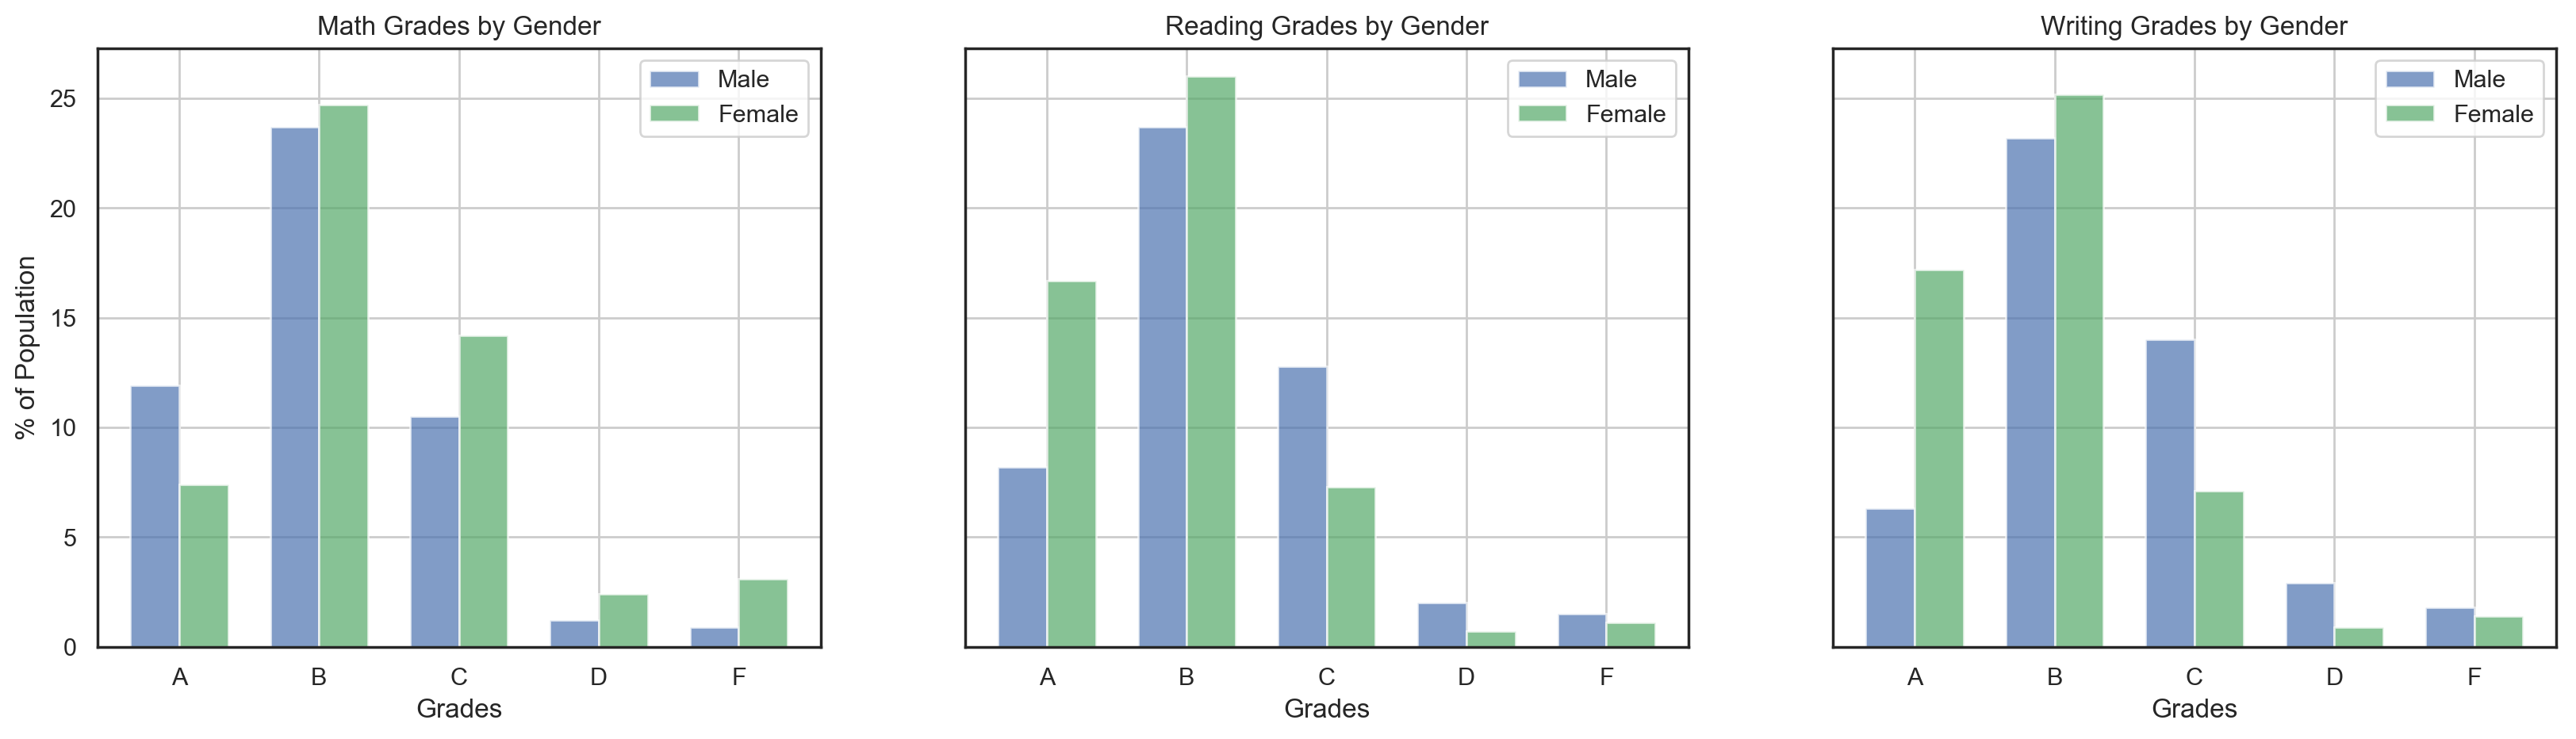 Math Grades by Gender
Male
Female
25
20
15
10
5
0
% of Population
A B C D F
Grades
Reading Grades by Gender
Male
Female
A B C D F
Grades
Writing Grades by Gender
Male
Female
A B C D F
Grades